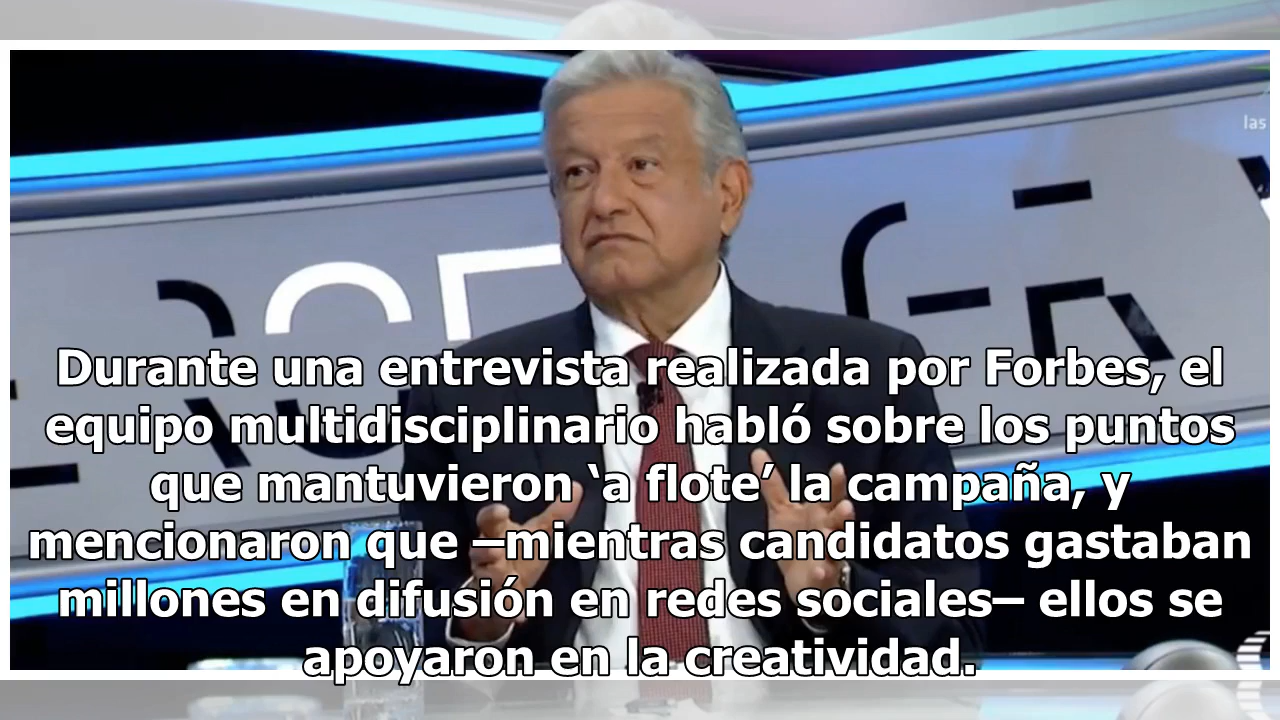 las
Durante una entrevista realizada por Forbes, el
equipo multidisciplinario habló sobre los puntos
que mantuvieron ‘a flote’ la campaña, y
mencionaron que –mientras candidatos gastaban
millones en difusión en redes sociales– ellos se
apoyaron en la creatividad.